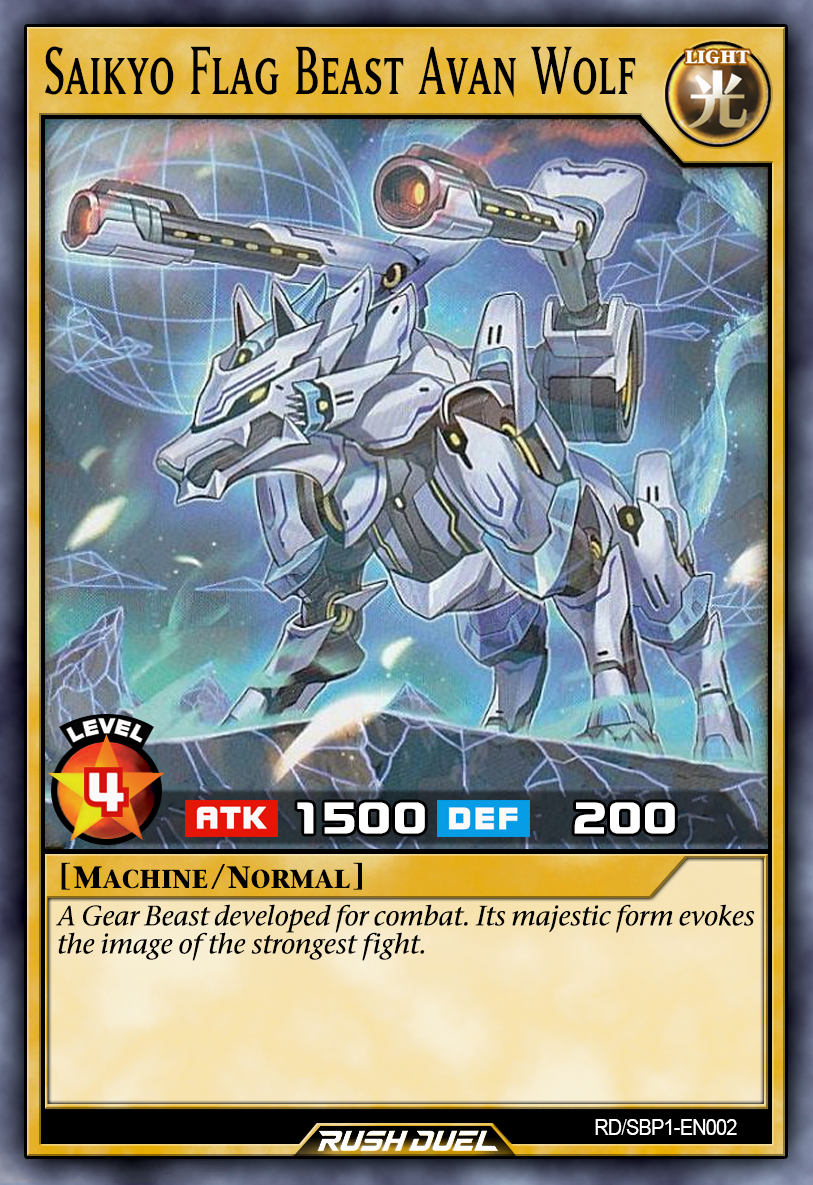 Saikyo Flag Beast Avan Wolf
LIGHT
光
LEVEL
4
ATK 1500 DEF 200
[Machine/Normal]
A Gear Beast developed for combat. Its majestic form evokes
the image of the strongest fight.
RD/SBP1-EN002
RUSH DUEL